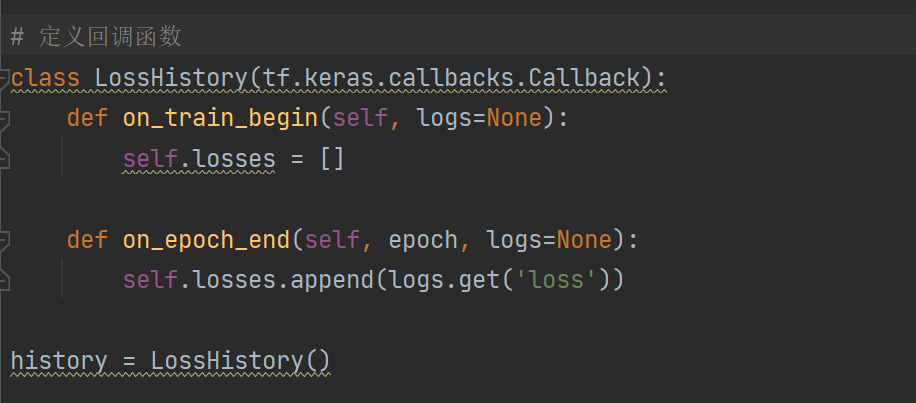 # 定义回调函数
class LossHistory(tf.keras.callbacks.Callback):
    def on_train_begin(self, logs=None):
        self.losses = []
    def on_epoch_end(self, epoch, logs=None):
        self.losses.append(logs.get('loss'))
history = LossHistory()